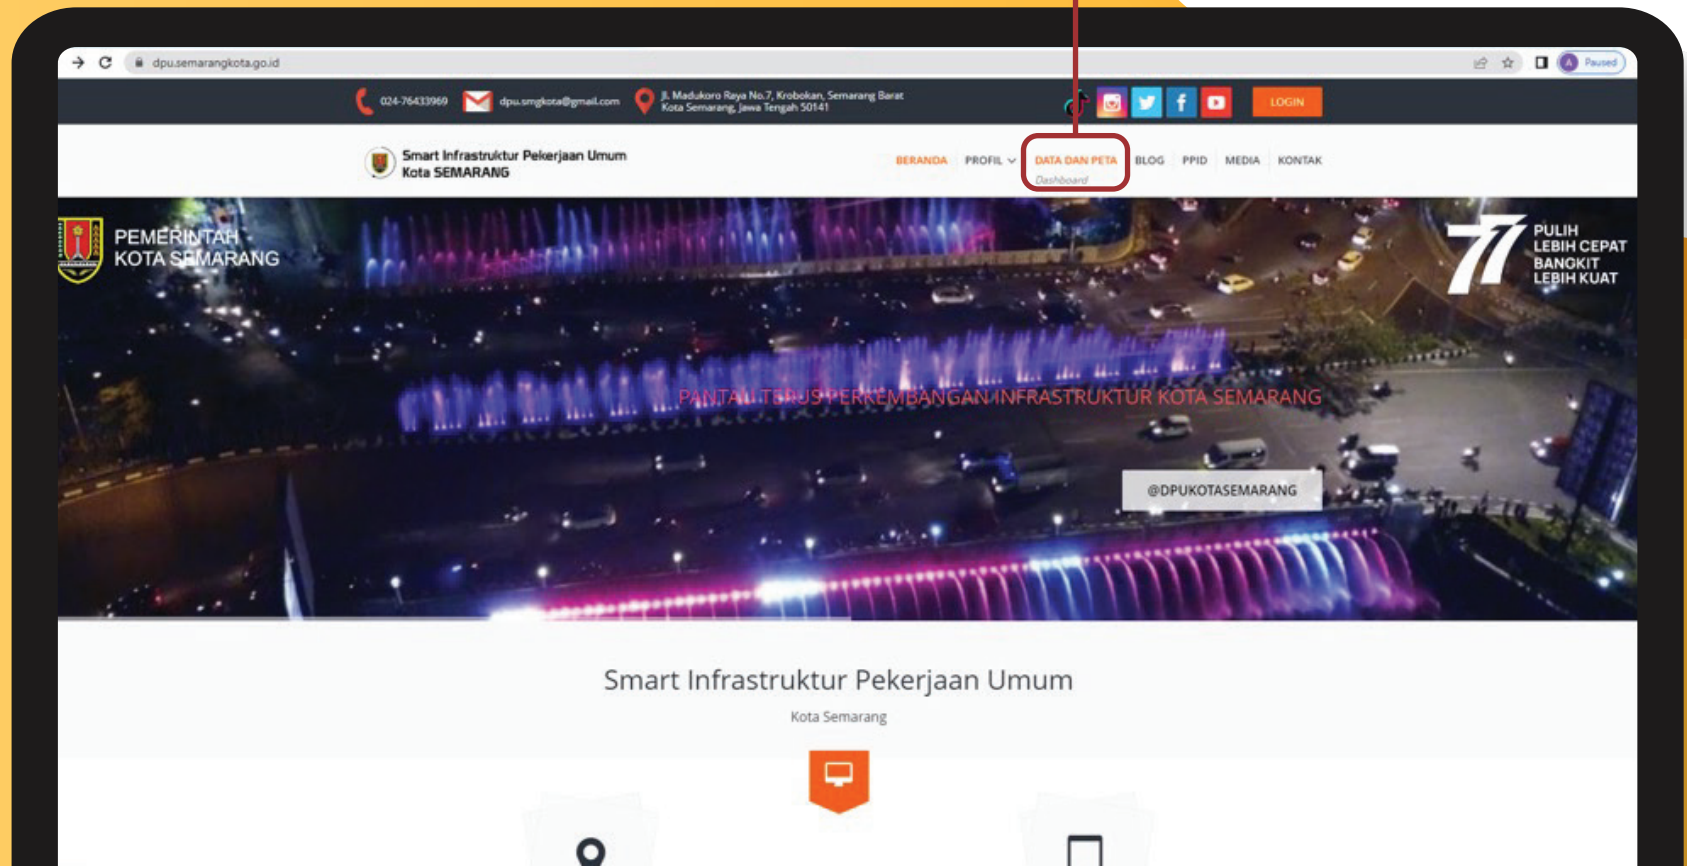 dpu.semarangkota.go.id
Paused
024-76433969
dpu.smgkota@gmail.com
Jl. Madukoro Raya No.7, Krobokan, Semarang Barat
Kota Semarang, Jawa Tengah 50141
LOGIN
Smart Infrastruktur Pekerjaan Umum
Kota SEMARANG
BERANDA PROFIL DATA DAN PETA BLOG PPID MEDIA KONTAK
Dashboard
PEMERINTAH
KOTA SEMARANG
77
PULIH
LEBIH CEPAT
BANGKIT
LEBIH KUAT
PANTAU TERUS PERKEMBANGAN INFRASTRUKTUR KOTA SEMARANG
@DPUKOTASEMARANG
Smart Infrastruktur Pekerjaan Umum
Kota Semarang